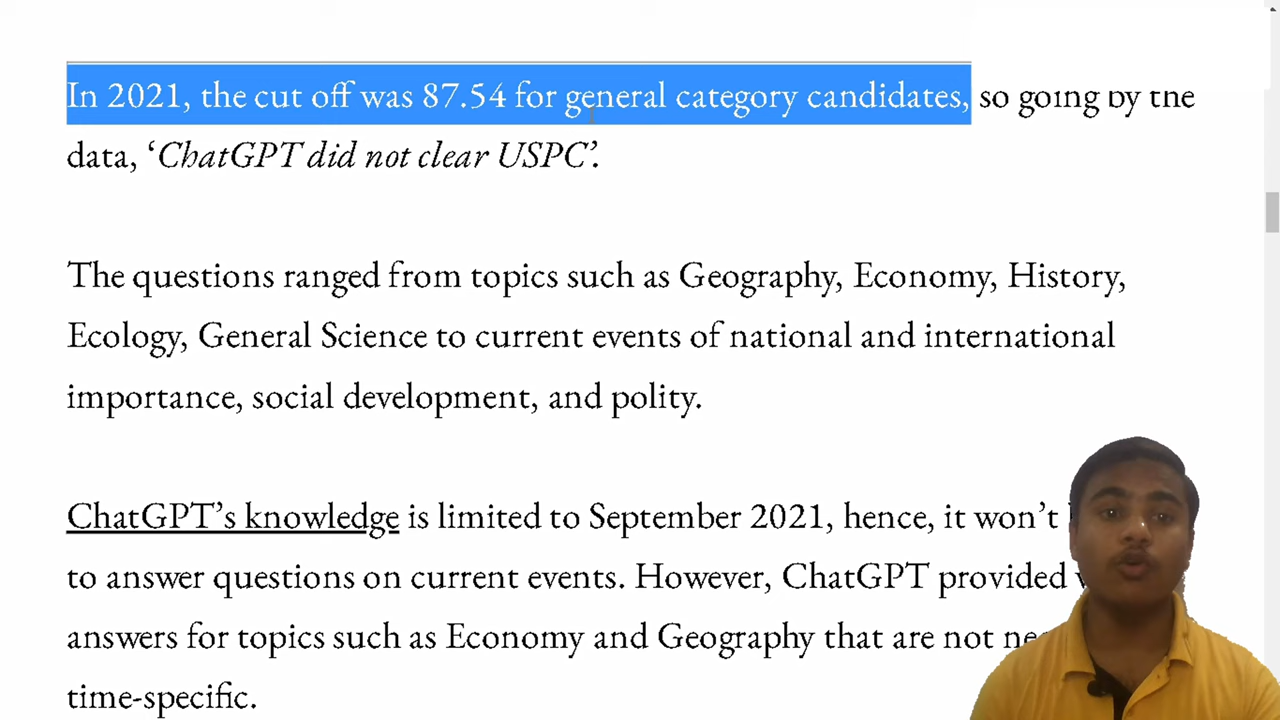 In 2021, the cut off was 87.54 for general category candidates, so going by the
data, ‘ChatGPT did not clear USPC’.
The questions ranged from topics such as Geography, Economy, History,
Ecology, General Science to current events of national and international
importance, social development, and polity.
ChatGPT’s knowledge is limited to September 2021, hence, it won’t
to answer questions on current events. However, ChatGPT provided
answers for topics such as Economy and Geography that are not
time-specific.